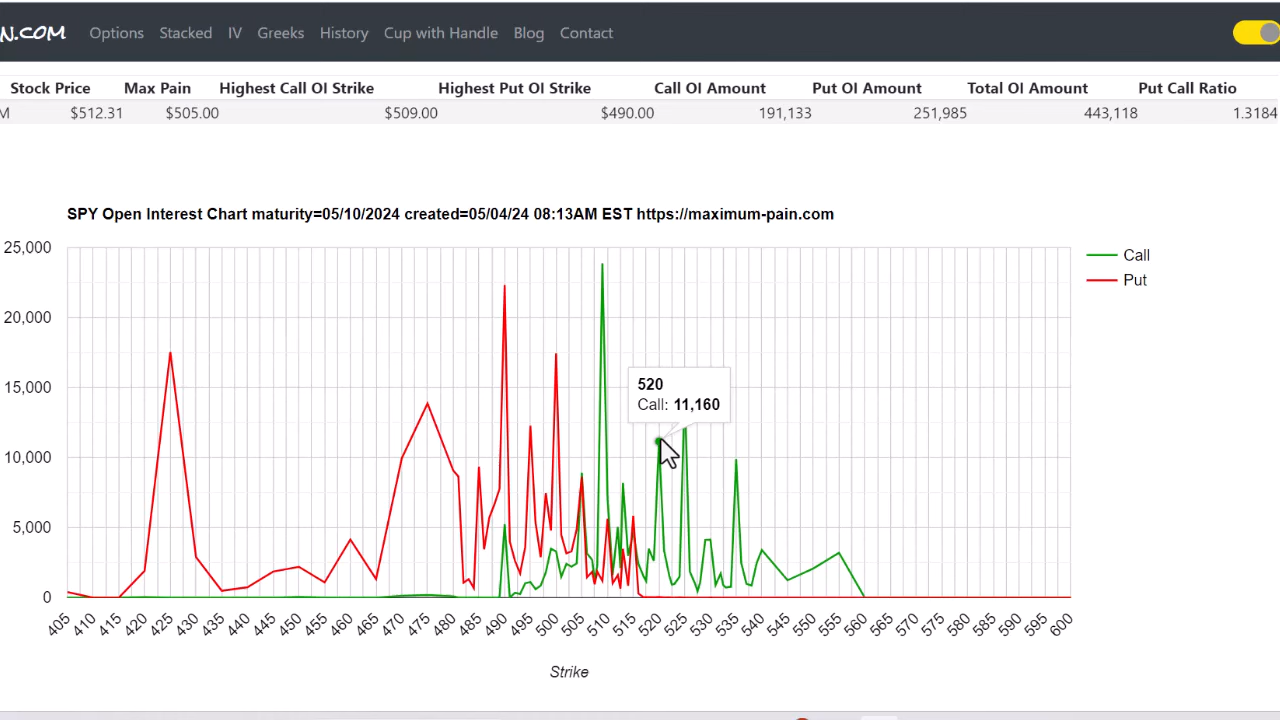 N.COM Options Stacked IV Greeks History Cup with Handle Blog Contact
Stock Price Max Pain Highest Call OI Strike Highest Put OI Strike Call OI Amount Put OI Amount Total OI Amount Put Call Ratio
M $512.31 $505.00 $509.00 $490.00 191,133 251,985 443,118 1.3184
SPY Open Interest Chart maturity=05/10/2024 created=05/04/24 08:13AM EST https://maximum-pain.com
25,000
20,000
15,000
10,000
5,000
0
Call
Put
520
Call: 11,160
405 410 415 420 425 430 435 440 445 450 455 460 465 470 475 480 485 490 495 500 505 510 515 520 525 530 535 540 545 550 555 560 565 570 575 580 585 590 595 600
Strike